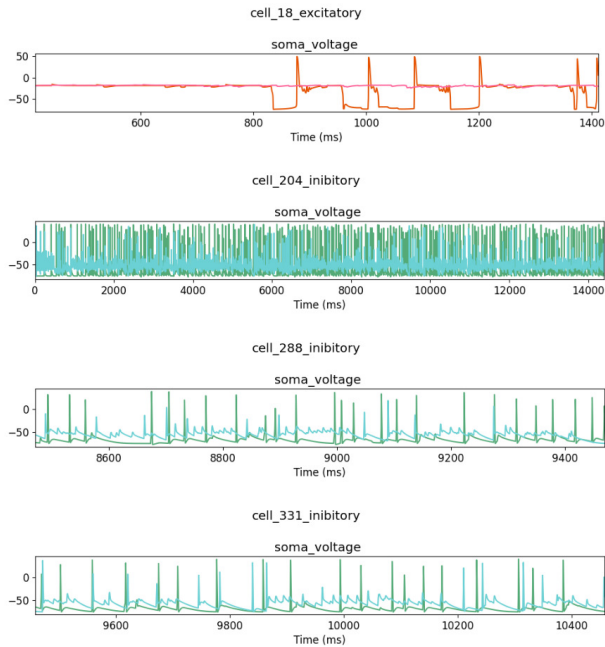 cell_18_excitatory
soma_voltage
50
0
−50
600 800 1000 1200 1400
Time (ms)
cell_204_inibitory
soma_voltage
0
−50
0 2000 4000 6000 8000 10000 12000 14000
Time (ms)
cell_288_inibitory
soma_voltage
0
−50
8600 8800 9000 9200 9400
Time (ms)
cell_331_inibitory
soma_voltage
0
−50
9600 9800 10000 10200 10400
Time (ms)